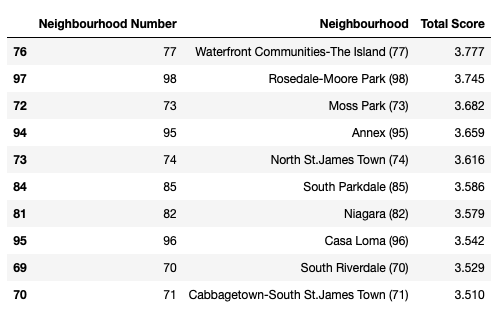 Neighbourhood Number Neighbourhood Total Score
76 77 Waterfront Communities-The Island (77) 3.777
97 98 Rosedale-Moore Park (98) 3.745
72 73 Moss Park (73) 3.682
94 95 Annex (95) 3.659
73 74 North St.James Town (74) 3.616
84 85 South Parkdale (85) 3.586
81 82 Niagara (82) 3.579
95 96 Casa Loma (96) 3.542
69 70 South Riverdale (70) 3.529
70 71 Cabbagetown-South St.James Town (71) 3.510